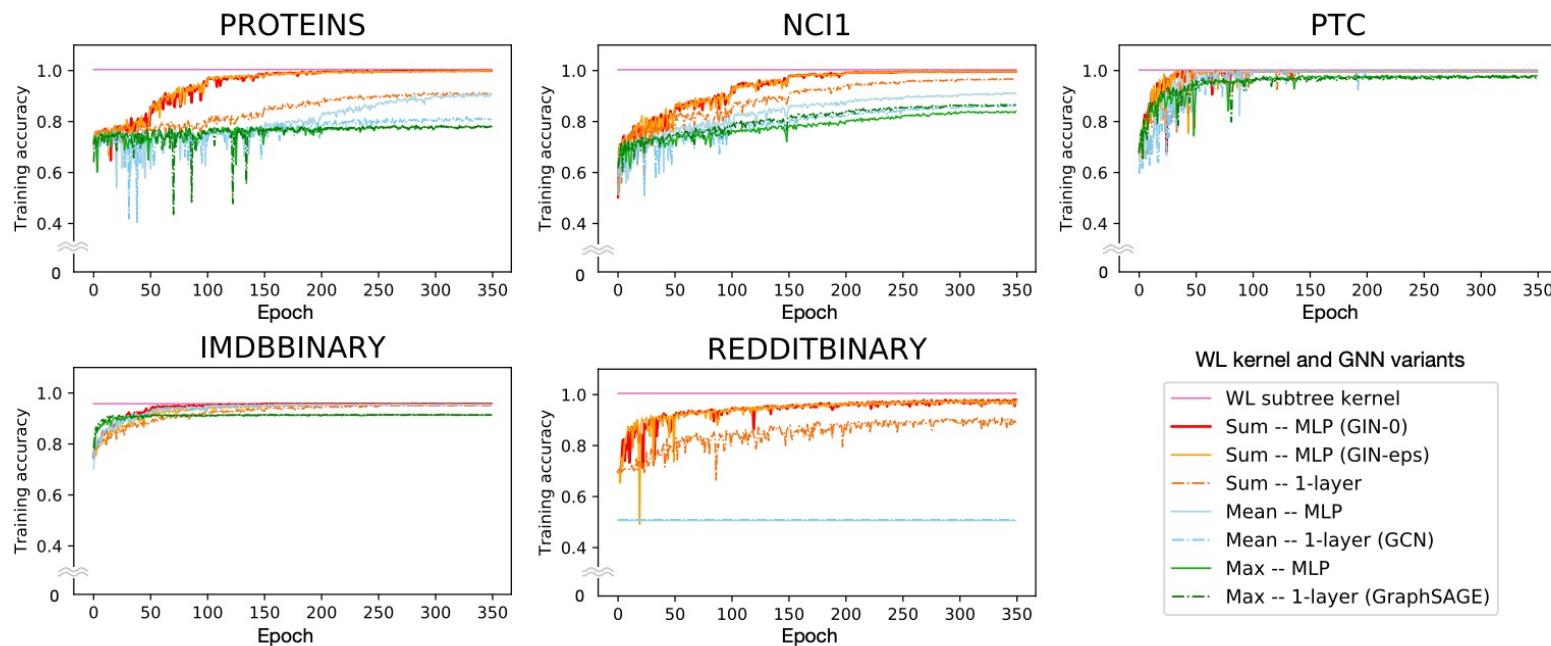 PROTEINS
Training accuracy
1.0
0.8
0.6
0.4
0
0 50 100 150 200 250 300 350
Epoch
NCI1
Training accuracy
1.0
0.8
0.6
0.4
0
0 50 100 150 200 250 300 350
Epoch
PTC
Training accuracy
1.0
0.8
0.6
0.4
0
0 50 100 150 200 250 300 350
Epoch
IMDBBINARY
Training accuracy
1.0
0.8
0.6
0.4
0
0 50 100 150 200 250 300 350
Epoch
REDDITBINARY
Training accuracy
1.0
0.8
0.6
0.4
0
0 50 100 150 200 250 300 350
Epoch
WL kernel and GNN variants
WL subtree kernel
Sum -- MLP (GIN-0)
Sum -- MLP (GIN-eps)
Sum -- 1-layer
Mean -- MLP
Mean -- 1-layer (GCN)
Max -- MLP
Max -- 1-layer (GraphSAGE)